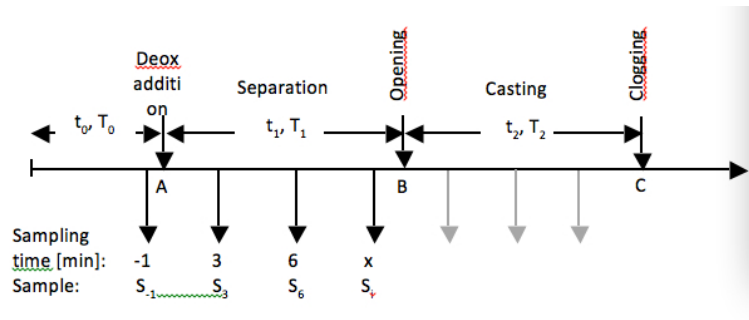 Deox
additi
on
Opening
Clogging
Separation
Casting
t₀, T₀
t₁, T₁
t₂, T₂
A
B
C
Sampling
time [min]: -1 3 6 x
Sample: S₋₁ S₃ S₆ Sᵢ